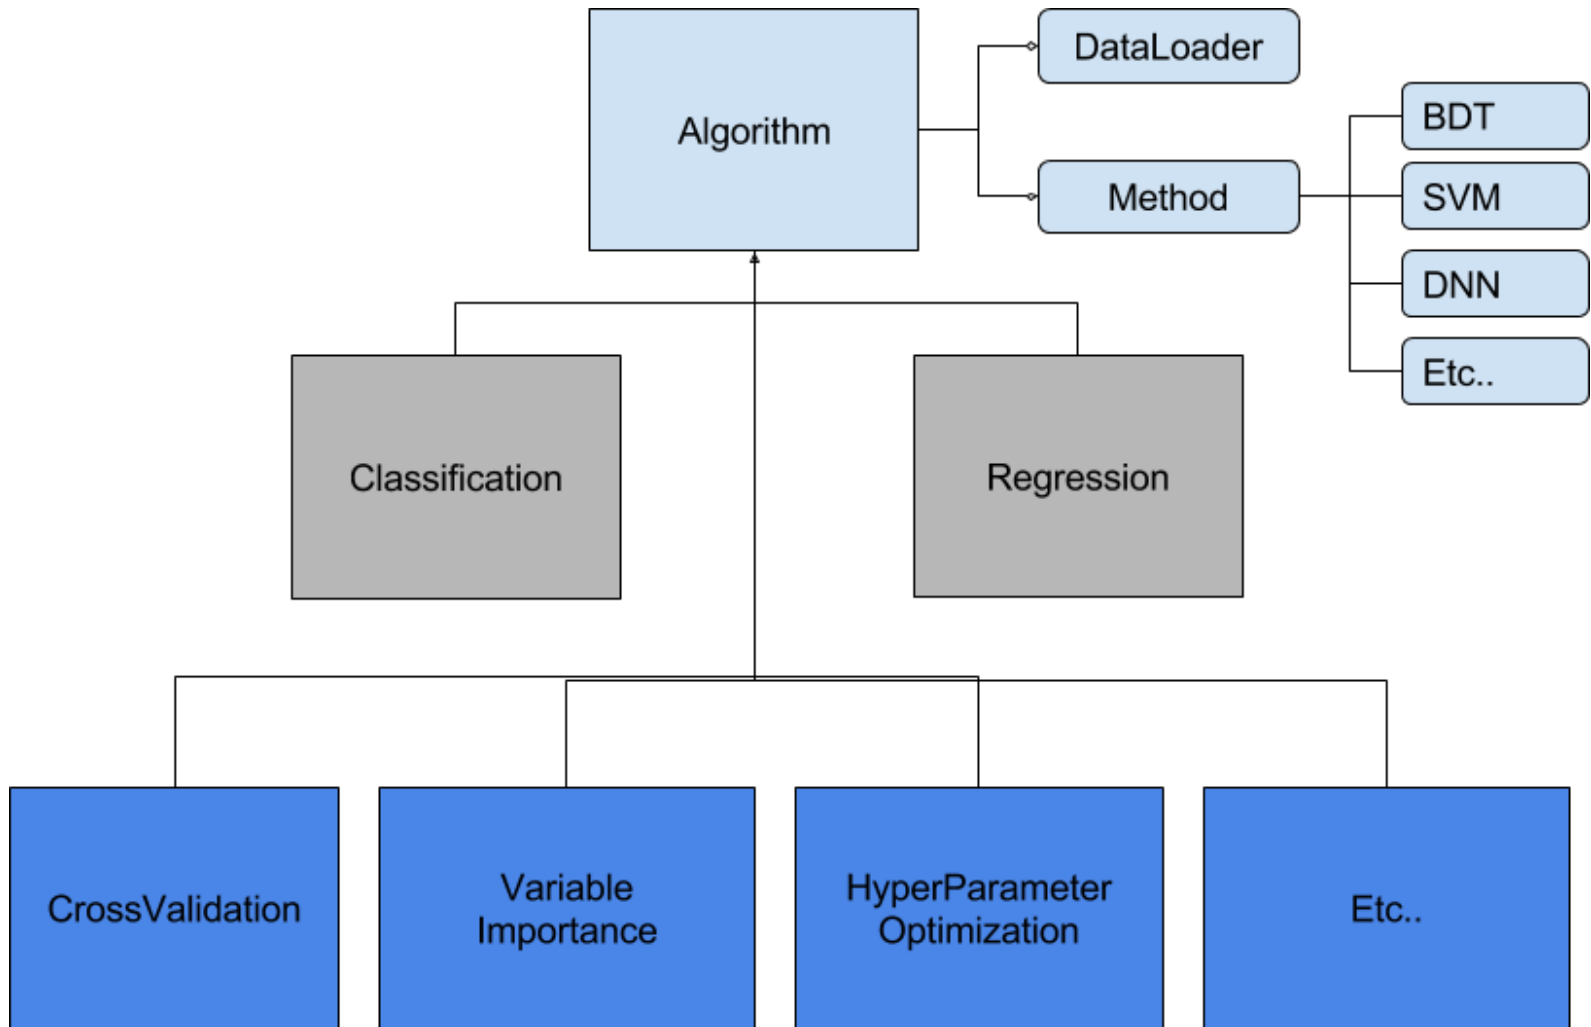 DataLoader
Algorithm
Method
BDT
SVM
DNN
Etc..
Classification
Regression
CrossValidation
Variable
Importance
HyperParameter
Optimization
Etc..